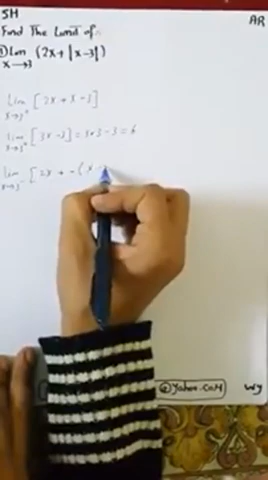 SH
AR
Find The Limit of
① Lim (2x + |x-3|)
x→3
Lim [2x + x - 3]
x→3⁺
Lim [3x - 3] = 3×3 - 3 = 6
x→3⁺
Lim [2x + -(x -
x→3⁻
@Yahoo.Com
wy